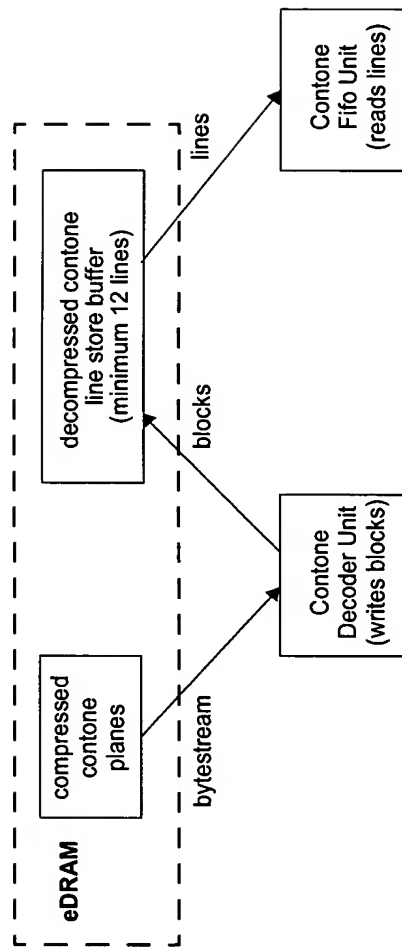 eDRAM
compressed
contone
planes
decompressed contone
line store buffer
(minimum 12 lines)
bytestream
blocks
lines
Contone
Decoder Unit
(writes blocks)
Contone
Fifo Unit
(reads lines)